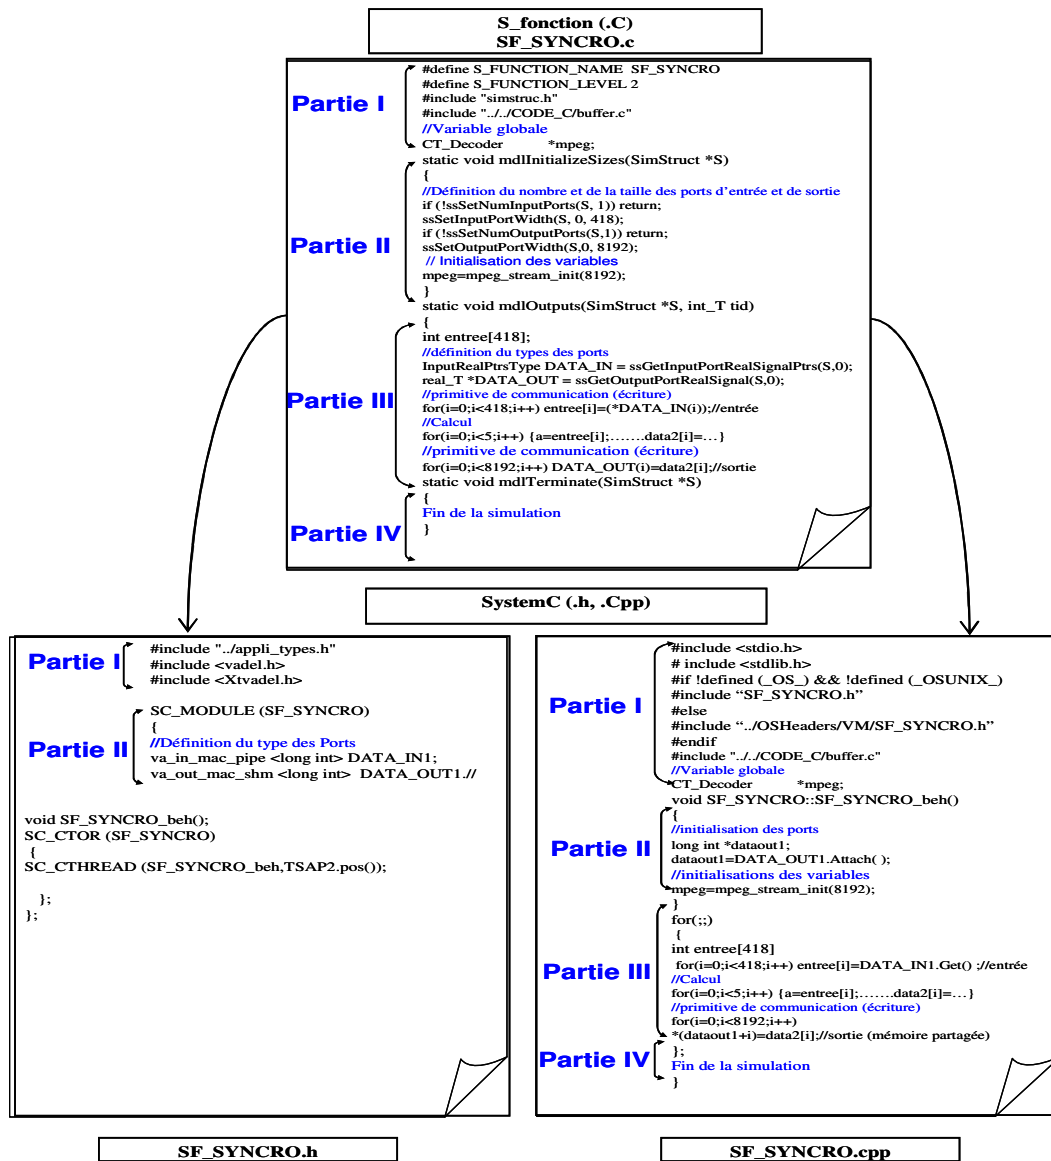 S_fonction (.C)
SF_SYNCRO.c
Partie I
#define S_FUNCTION_NAME SF_SYNCRO
#define S_FUNCTION_LEVEL 2
#include "simstruc.h"
#include "../../CODE_C/buffer.c"
//Variable globale
CT_Decoder *mpeg;
Partie II
static void mdlInitializeSizes(SimStruct *S)
{
//Définition du nombre et de la taille des ports d'entrée et de sortie
if (!ssSetNumInputPorts(S, 1)) return;
ssSetInputPortWidth(S, 0, 418);
if (!ssSetNumOutputPorts(S,1)) return;
ssSetOutputPortWidth(S,0, 8192);
// Initialisation des variables
mpeg=mpeg_stream_init(8192);
}
static void mdlOutputs(SimStruct *S, int_T tid)
Partie III
{
int entree[418];
//définition du types des ports
InputRealPtrsType DATA_IN = ssGetInputPortRealSignalPtrs(S,0);
real_T *DATA_OUT = ssGetOutputPortRealSignal(S,0);
//primitive de communication (écriture)
for(i=0;i<418;i++) entree[i]=(*DATA_IN(i));//entrée
//Calcul
for(i=0;i<5;i++) {a=entree[i];…….data2[i]=…}
//primitive de communication (écriture)
for(i=0;i<8192;i++) DATA_OUT(i)=data2[i];//sortie
static void mdlTerminate(SimStruct *S)
Partie IV
{
Fin de la simulation
}
SystemC (.h, .Cpp)
Partie I
#include "../appli_types.h"
#include <vadel.h>
#include <Xtvadel.h>
Partie II
SC_MODULE (SF_SYNCRO)
{
//Définition du type des Ports
va_in_mac_pipe <long int> DATA_IN1;
va_out_mac_shm <long int> DATA_OUT1.//
void SF_SYNCRO_beh();
SC_CTOR (SF_SYNCRO)
{
SC_CTHREAD (SF_SYNCRO_beh,TSAP2.pos());
};
};
SF_SYNCRO.h
Partie I
#include <stdio.h>
# include <stdlib.h>
#if !defined (_OS_) && !defined (_OSUNIX_)
#include “SF_SYNCRO.h”
#else
#include “../OSHeaders/VM/SF_SYNCRO.h”
#endif
#include "../../CODE_C/buffer.c"
//Variable globale
CT_Decoder *mpeg;
void SF_SYNCRO::SF_SYNCRO_beh()
Partie II
{
//initialisation des ports
long int *dataout1;
dataout1=DATA_OUT1.Attach( );
//initialisations des variables
mpeg=mpeg_stream_init(8192);
}
Partie III
for(;;)
{
int entree[418]
for(i=0;i<418;i++) entree[i]=DATA_IN1.Get() ;//entrée
//Calcul
for(i=0;i<5;i++) {a=entree[i];…….data2[i]=…}
//primitive de communication (écriture)
for(i=0;i<8192;i++)
*(dataout1+i)=data2[i];//sortie (mémoire partagée)
Partie IV
};
Fin de la simulation
}
SF_SYNCRO.cpp